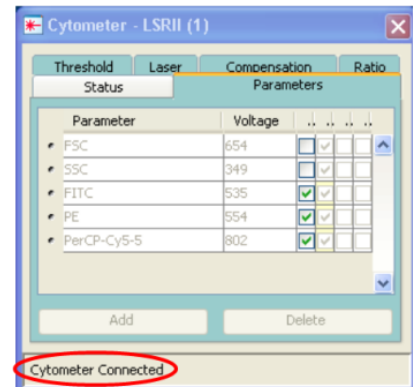 Cytometer - LSRII (1)
Threshold Laser Compensation Ratio
Status Parameters
Parameter Voltage .. .. .. ..
FSC 654
SSC 349
FITC 535
PE 554
PerCP-Cy5-5 802
Add Delete
Cytometer Connected